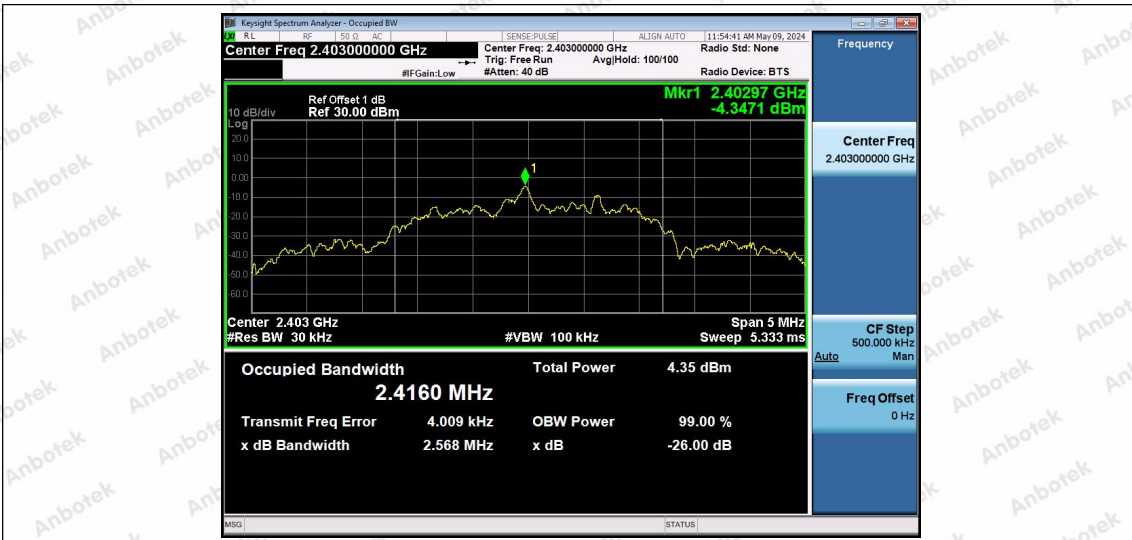 Keysight Spectrum Analyzer - Occupied BW
LXI RL RF 50 Ω AC SENSE:PULSE ALIGN AUTO 11:54:41 AM May 09, 2024
Center Freq 2.403000000 GHz
Center Freq: 2.403000000 GHz Radio Std: None
Trig: Free Run Avg|Hold: 100/100
#IFGain:Low #Atten: 40 dB Radio Device: BTS
Frequency
Mkr1 2.40297 GHz
-4.3471 dBm
Ref Offset 1 dB
10 dB/div Ref 30.00 dBm
Log
20.0
10.0
0.00
-10.0
-20.0
-30.0
-40.0
-50.0
-60.0
1
Center 2.403 GHz Span 5 MHz
#Res BW 30 kHz #VBW 100 kHz Sweep 5.333 ms
Center Freq
2.403000000 GHz
CF Step
500.000 kHz
Auto Man
Freq Offset
0 Hz
Occupied Bandwidth Total Power 4.35 dBm
2.4160 MHz
Transmit Freq Error 4.009 kHz OBW Power 99.00 %
x dB Bandwidth 2.568 MHz x dB -26.00 dB
MSG STATUS
Anbotek